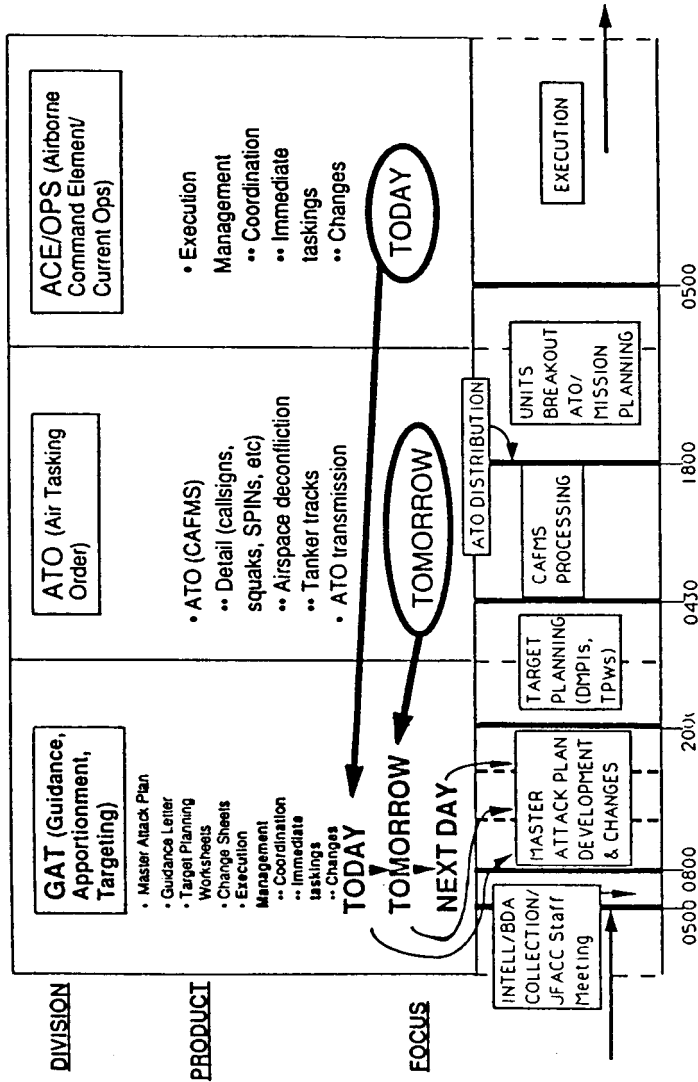 DIVISION
GAT (Guidance,
Apportionment,
Targeting)
ATO (Air Tasking
Order)
ACE/OPS (Airborne
Command Element/
Current Ops)
PRODUCT
• Master Attack Plan
• Guidance Letter
• Target Planning
Worksheets
• Change Sheets
• Execution
Management
•• Coordination
•• Immediate
taskings
•• Changes
• ATO (CAFMS)
•• Detail (callsigns,
squaks, SPINs, etc)
•• Airspace deconfliction
•• Tanker tracks
• ATO transmission
• Execution
Management
•• Coordination
•• Immediate
taskings
•• Changes
FOCUS
TODAY
TOMORROW
NEXT DAY
TOMORROW
TODAY
INTELL/BDA
COLLECTION/
JFACC Staff
Meeting
MASTER
ATTACK PLAN
DEVELOPMENT
& CHANGES
TARGET
PLANNING
(DMPIs,
TPWs)
CAFMS
PROCESSING
ATO DISTRIBUTION
UNITS
BREAKOUT
ATO/
MISSION
PLANNING
EXECUTION
0500
0800
2000
0430
1800
0500